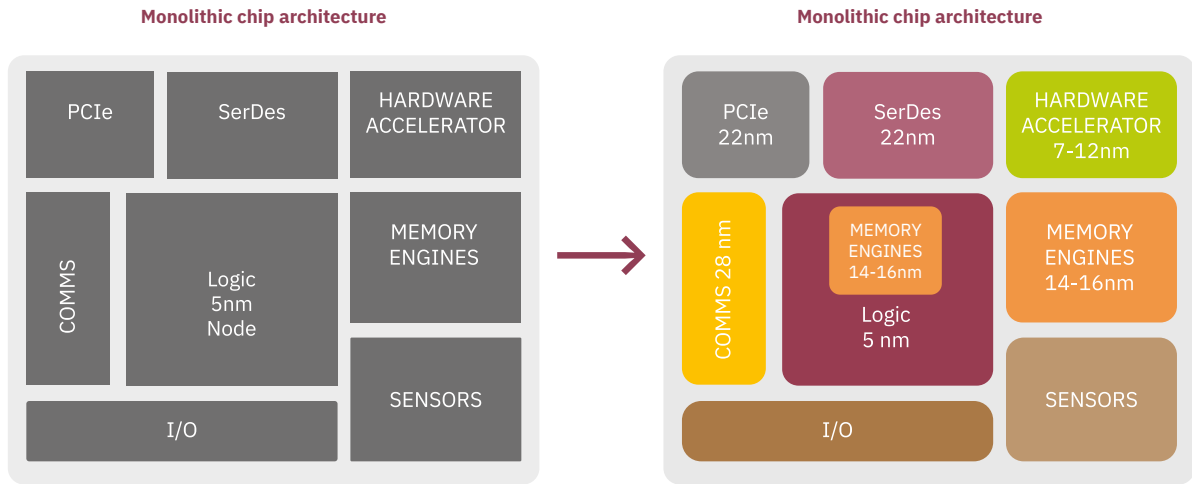 Monolithic chip architecture
PCIe
SerDes
HARDWARE
ACCELERATOR
COMMS
Logic
5nm
Node
MEMORY
ENGINES
SENSORS
I/O
Monolithic chip architecture
PCIe
22nm
SerDes
22nm
HARDWARE
ACCELERATOR
7-12nm
COMMS 28 nm
MEMORY
ENGINES
14-16nm
Logic
5 nm
MEMORY
ENGINES
14-16nm
SENSORS
I/O